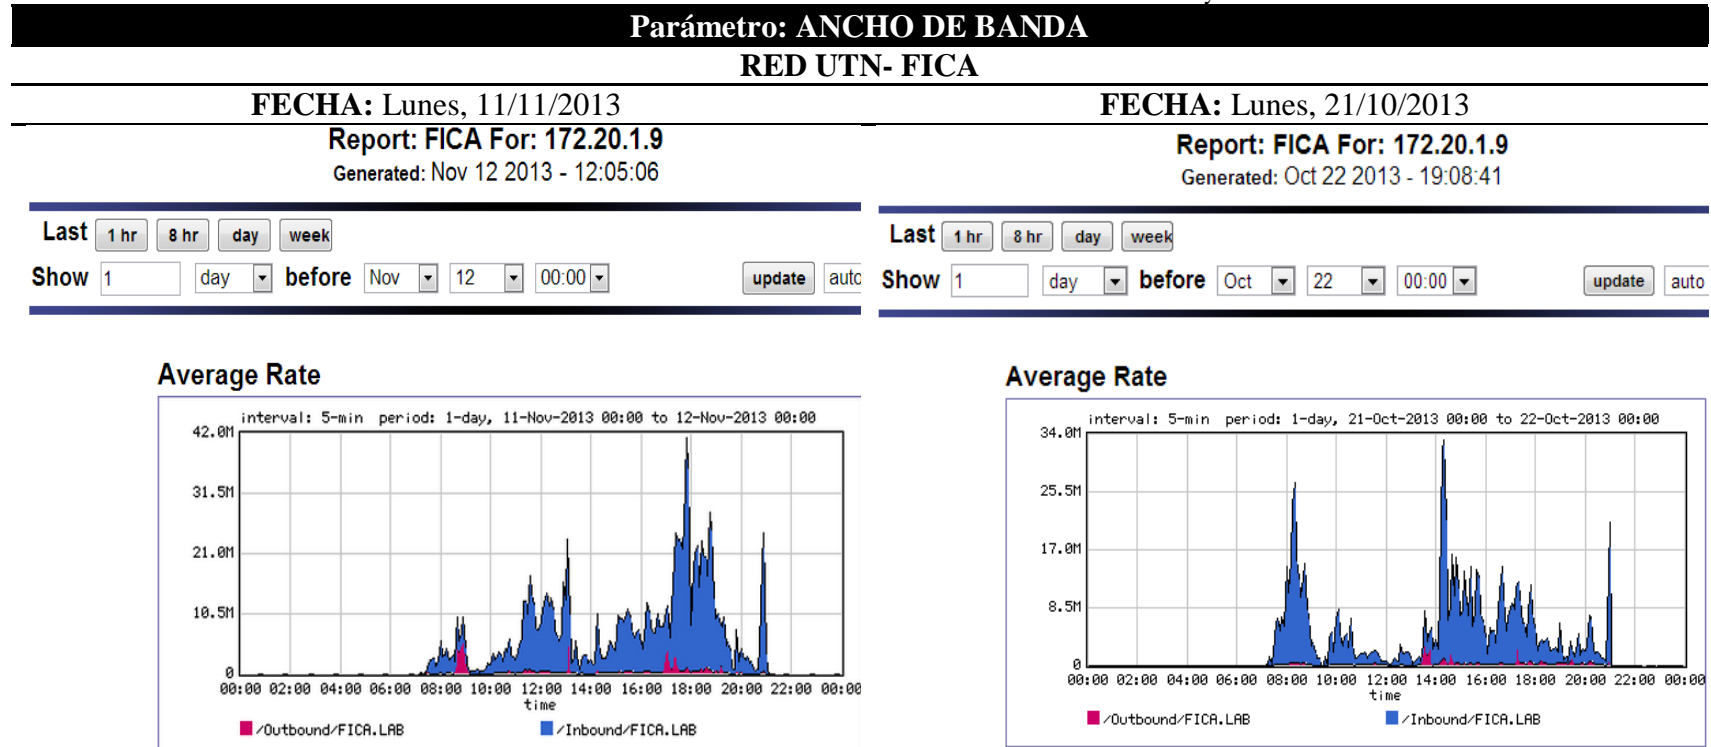 Parámetro: ANCHO DE BANDA
RED UTN- FICA
FECHA: Lunes, 11/11/2013
Report: FICA For: 172.20.1.9
Generated: Nov 12 2013 - 12:05:06
Last 1 hr 8 hr day week
Show 1 day before Nov 12 00:00 update auto
Average Rate
interval: 5-min period: 1-day, 11-Nov-2013 00:00 to 12-Nov-2013 00:00
42.0M
31.5M
21.0M
10.5M
0
00:00 02:00 04:00 06:00 08:00 10:00 12:00 14:00 16:00 18:00 20:00 22:00 00:00
time
/Outbound/FICA.LAB /Inbound/FICA.LAB
FECHA: Lunes, 21/10/2013
Report: FICA For: 172.20.1.9
Generated: Oct 22 2013 - 19:08:41
Last 1 hr 8 hr day week
Show 1 day before Oct 22 00:00 update auto
Average Rate
interval: 5-min period: 1-day, 21-Oct-2013 00:00 to 22-Oct-2013 00:00
34.0M
25.5M
17.0M
8.5M
0
00:00 02:00 04:00 06:00 08:00 10:00 12:00 14:00 16:00 18:00 20:00 22:00 00:00
time
/Outbound/FICA.LAB /Inbound/FICA.LAB